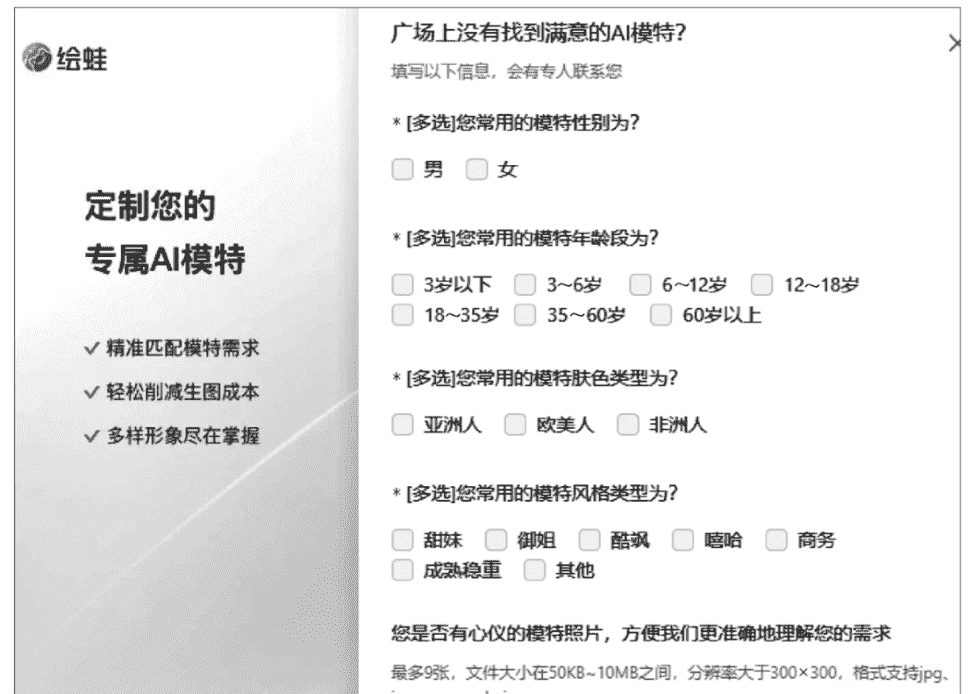 绘蛙
定制您的
专属AI模特
✓ 精准匹配模特需求
✓ 轻松削减生图成本
✓ 多样形象尽在掌握
广场上没有找到满意的AI模特?
填写以下信息，会有专人联系您
* [多选]您常用的模特性别为?
男 女
* [多选]您常用的模特年龄段为?
3岁以下 3~6岁 6~12岁 12~18岁
18~35岁 35~60岁 60岁以上
* [多选]您常用的模特肤色类型为?
亚洲人 欧美人 非洲人
* [多选]您常用的模特风格类型为?
甜妹 御姐 酷飒 嘻哈 商务
成熟稳重 其他
您是否有心仪的模特照片，方便我们更准确地理解您的需求
最多9张，文件大小在50KB~10MB之间，分辨率大于300×300，格式支持jpg、